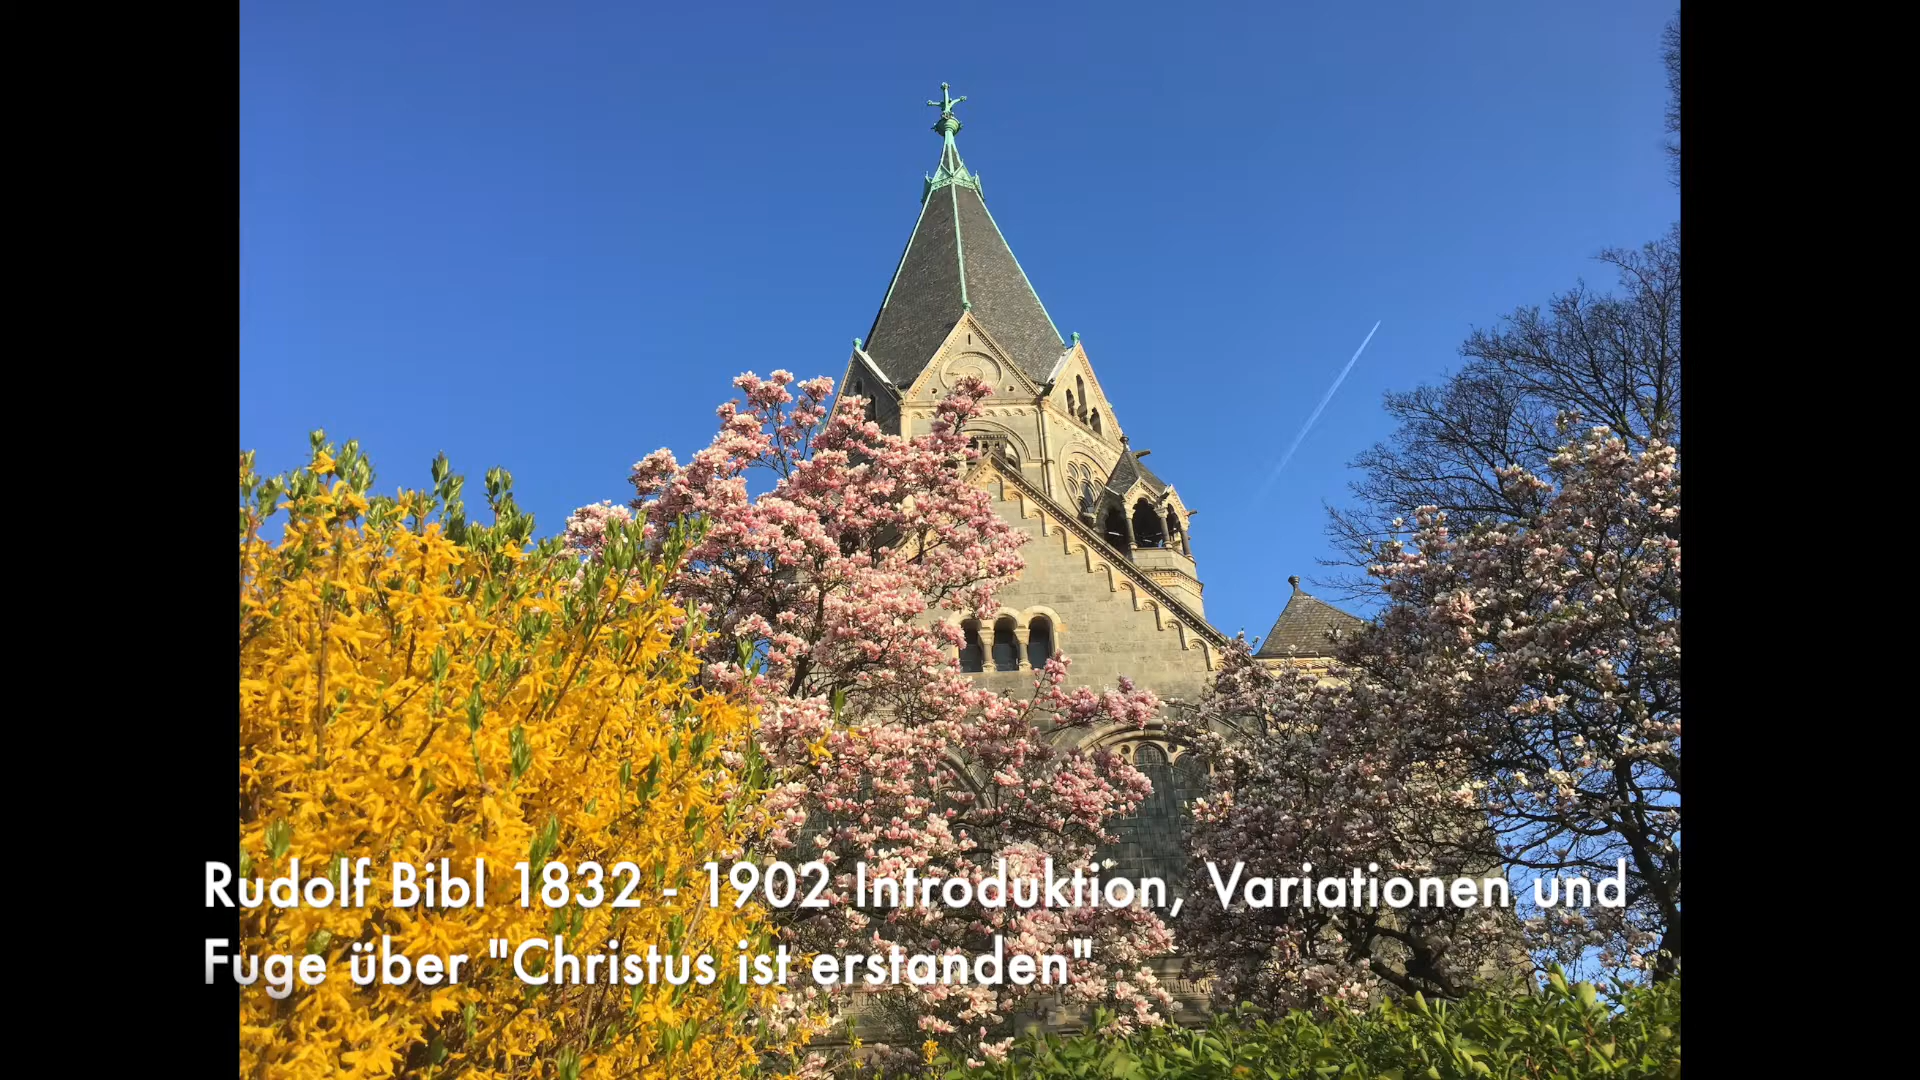 Rudolf Bibl 1832 - 1902 Introduktion, Variationen und
Fuge über "Christus ist erstanden"